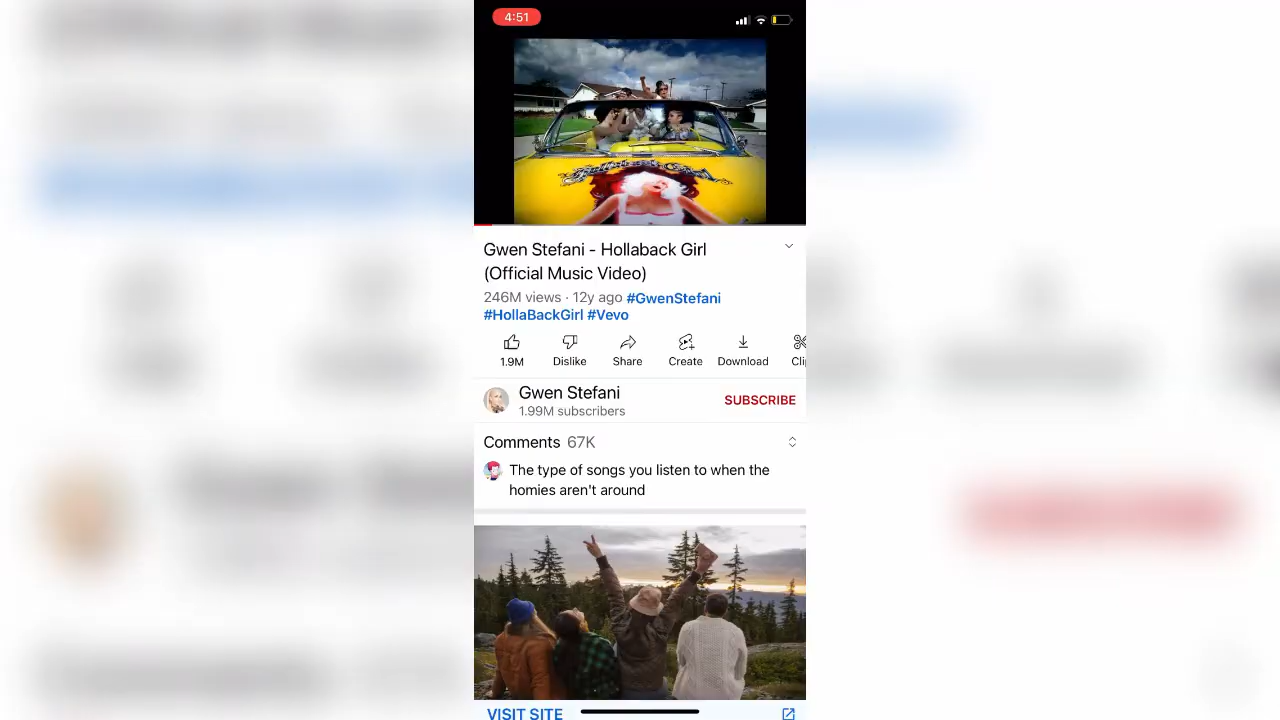 4:51
Gwen Stefani - Hollaback Girl
(Official Music Video)
246M views · 12y ago #GwenStefani
#HollaBackGirl #Vevo
1.9M
Dislike
Share
Create
Download
Cli
Gwen Stefani
1.99M subscribers
SUBSCRIBE
Comments 67K
The type of songs you listen to when the
homies aren't around
VISIT SITE